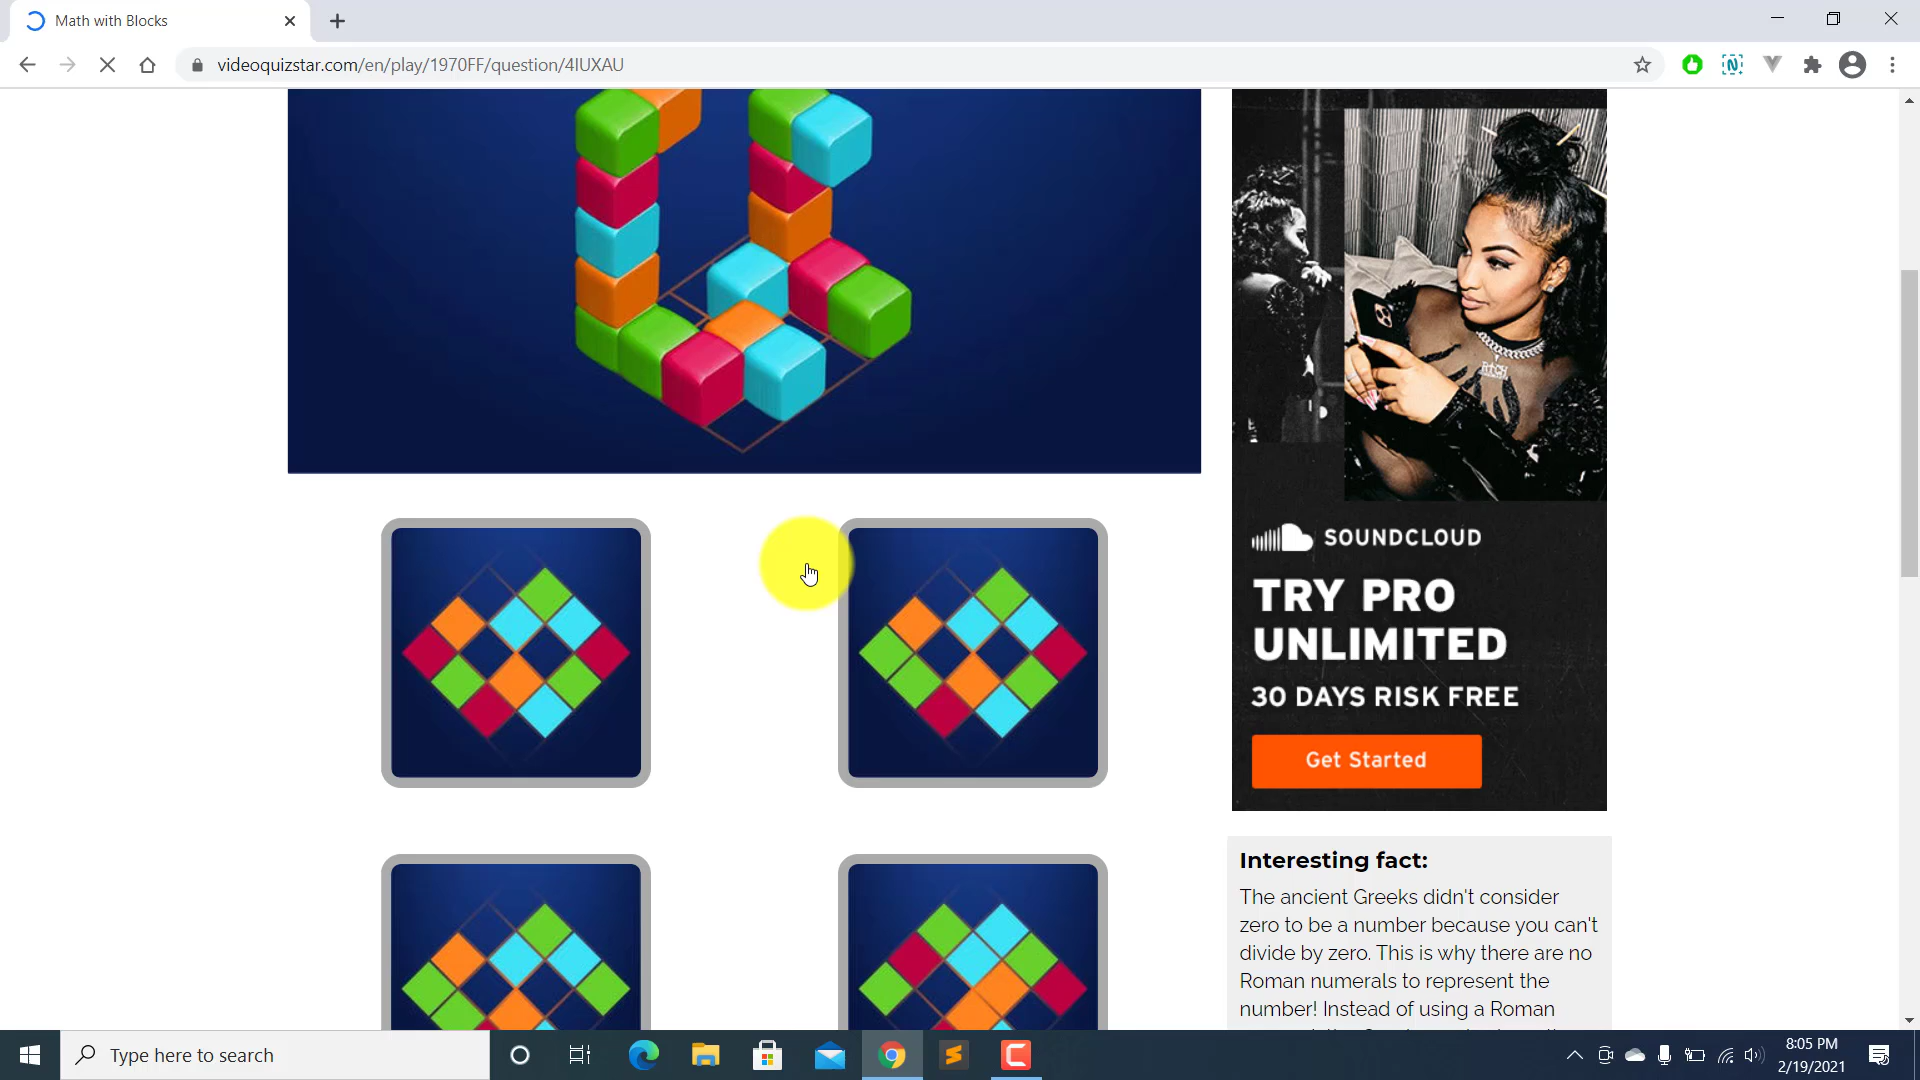 Math with Blocks
videoquizstar.com/en/play/1970FF/question/4IUXAU
RICH
SOUNDCLOUD
TRY PRO
UNLIMITED
30 DAYS RISK FREE
Get Started
Interesting fact:
The ancient Greeks didn't consider
zero to be a number because you can't
divide by zero. This is why there are no
Roman numerals to represent the
number! Instead of using a Roman
Type here to search
8:05 PM
2/19/2021